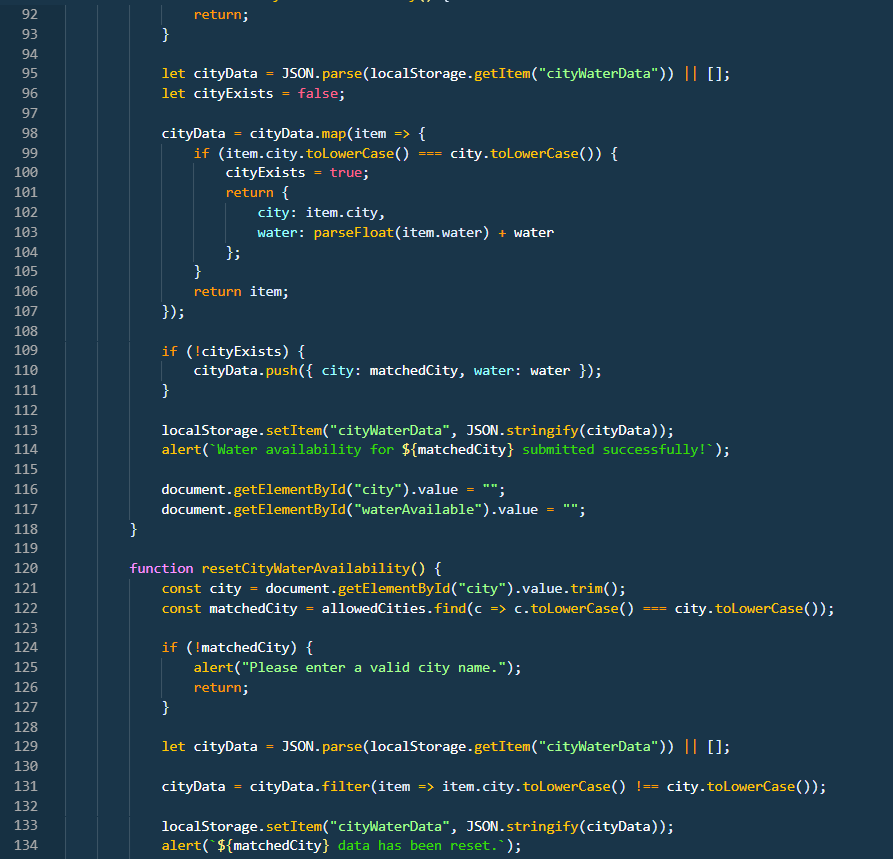 92 return;
93 }
94
95 let cityData = JSON.parse(localStorage.getItem("cityWaterData")) || [];
96 let cityExists = false;
97
98 cityData = cityData.map(item => {
99 if (item.city.toLowerCase() === city.toLowerCase()) {
100 cityExists = true;
101 return {
102 city: item.city,
103 water: parseFloat(item.water) + water
104 };
105 }
106 return item;
107 });
108
109 if (!cityExists) {
110 cityData.push({ city: matchedCity, water: water });
111 }
112
113 localStorage.setItem("cityWaterData", JSON.stringify(cityData));
114 alert(`Water availability for ${matchedCity} submitted successfully!`);
115
116 document.getElementById("city").value = "";
117 document.getElementById("waterAvailable").value = "";
118 }
119
120 function resetCityWaterAvailability() {
121 const city = document.getElementById("city").value.trim();
122 const matchedCity = allowedCities.find(c => c.toLowerCase() === city.toLowerCase());
123
124 if (!matchedCity) {
125 alert("Please enter a valid city name.");
126 return;
127 }
128
129 let cityData = JSON.parse(localStorage.getItem("cityWaterData")) || [];
130
131 cityData = cityData.filter(item => item.city.toLowerCase() !== city.toLowerCase());
132
133 localStorage.setItem("cityWaterData", JSON.stringify(cityData));
134 alert(`${matchedCity} data has been reset.`);